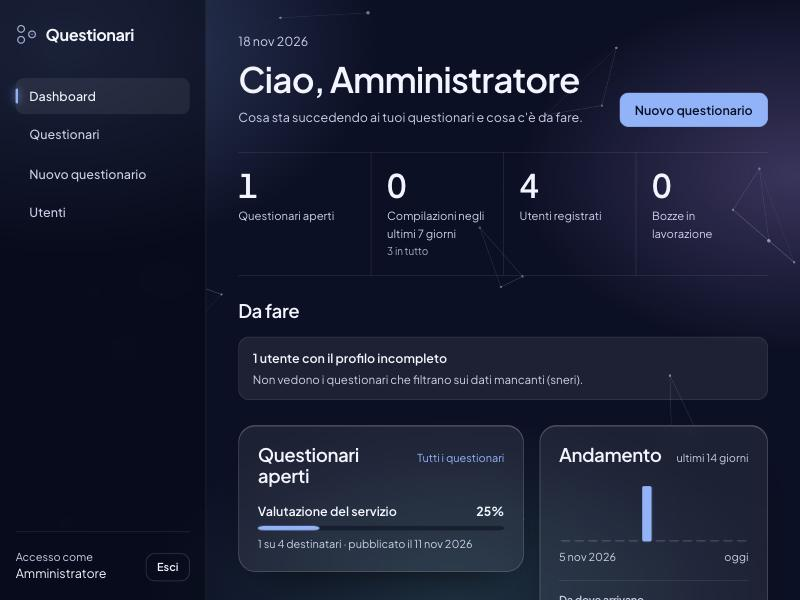 Questionari
Dashboard
Questionari
Nuovo questionario
Utenti
Accesso come
Amministratore
Esci
18 nov 2026
Ciao, Amministratore
Cosa sta succedendo ai tuoi questionari e cosa c'è da fare.
Nuovo questionario
1
Questionari aperti
0
Compilazioni negli
ultimi 7 giorni
3 in tutto
4
Utenti registrati
0
Bozze in
lavorazione
Da fare
1 utente con il profilo incompleto
Non vedono i questionari che filtrano sui dati mancanti (sneri).
Questionari
aperti
Tutti i questionari
Valutazione del servizio 25%
1 su 4 destinatari · pubblicato il 11 nov 2026
Andamento ultimi 14 giorni
5 nov 2026 oggi
Da dove arrivano